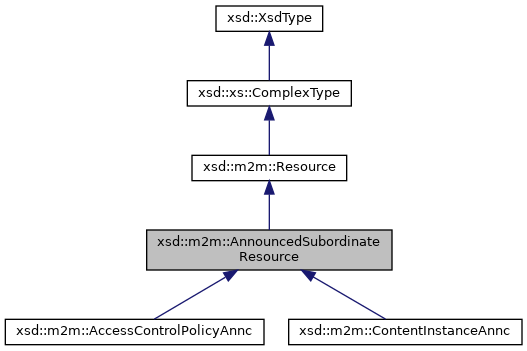 xsd::XsdType
xsd::xs::ComplexType
xsd::m2m::Resource
xsd::m2m::AnnouncedSubordinate
Resource
xsd::m2m::AccessControlPolicyAnnc
xsd::m2m::ContentInstanceAnnc